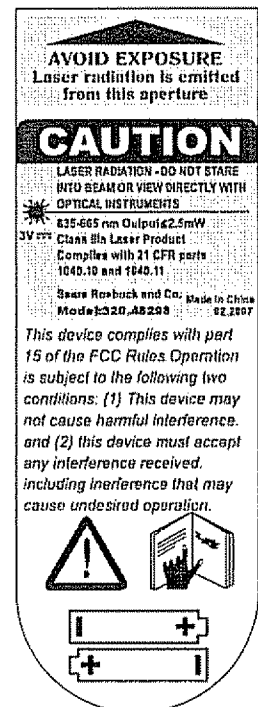 AVOID EXPOSURE
Laser radiation is emitted
from this aperture
CAUTION
LASER RADIATION - DO NOT STARE
INTO BEAM OR VIEW DIRECTLY WITH
OPTICAL INSTRUMENTS
3V
635-665 nm Output≤2.5mW
Class IIIa Laser Product
Complies with 21 CFR parts
1040.10 and 1040.11.
Sears Roebuck and Co.
Made in China
Model:320.48293
02.2007
This device complies with part
15 of the FCC Rules Operation
is subject to the following two
conditions: (1) This device may
not cause harmful interference.
and (2) this device must accept
any interference received,
including inerference that may
cause undesired operation.